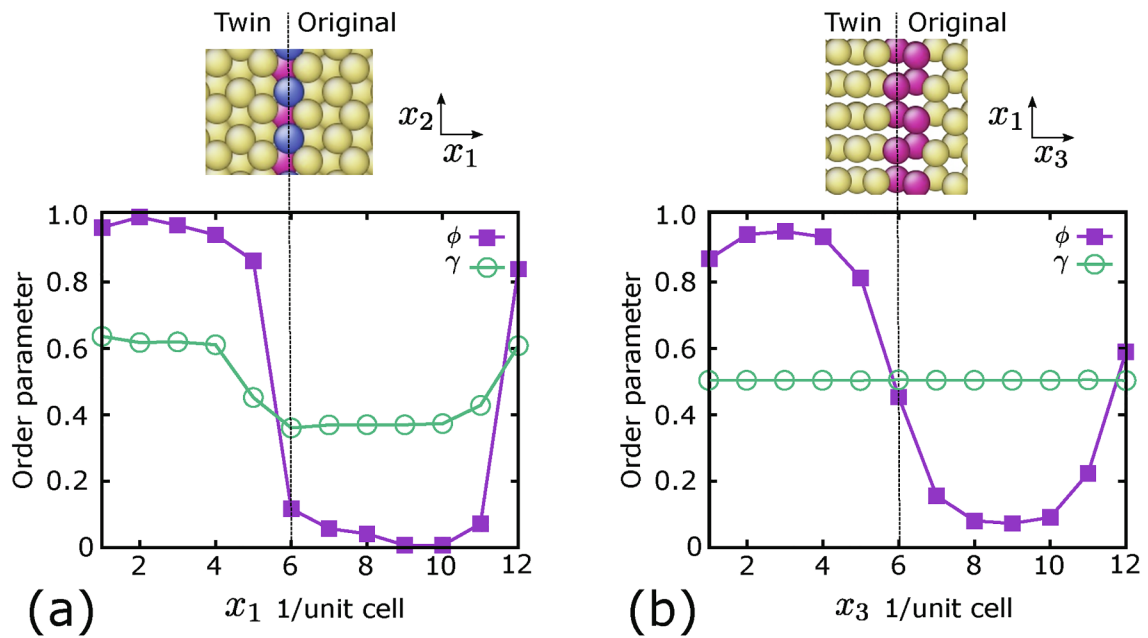 Twin Original
x₂
x₁
Order parameter
1.0
0.8
0.6
0.4
0.2
0
ϕ
γ
2 4 6 8 10 12
(a) x₁ 1/unit cell
Twin Original
x₁
x₃
Order parameter
1.0
0.8
0.6
0.4
0.2
0
ϕ
γ
2 4 6 8 10 12
(b) x₃ 1/unit cell